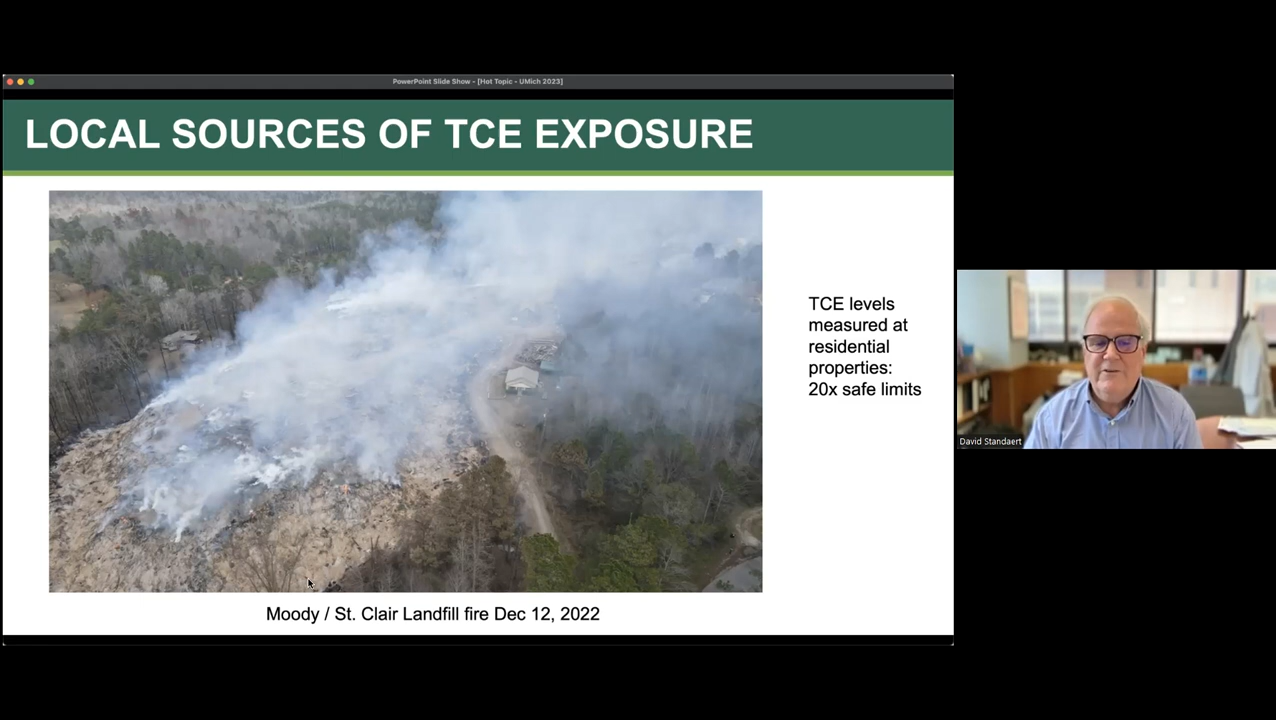 PowerPoint Slide Show - [Hot Topic - UMich 2023]
LOCAL SOURCES OF TCE EXPOSURE
TCE levels
measured at
residential
properties:
20x safe limits
David Standaert
Moody / St. Clair Landfill fire Dec 12, 2022